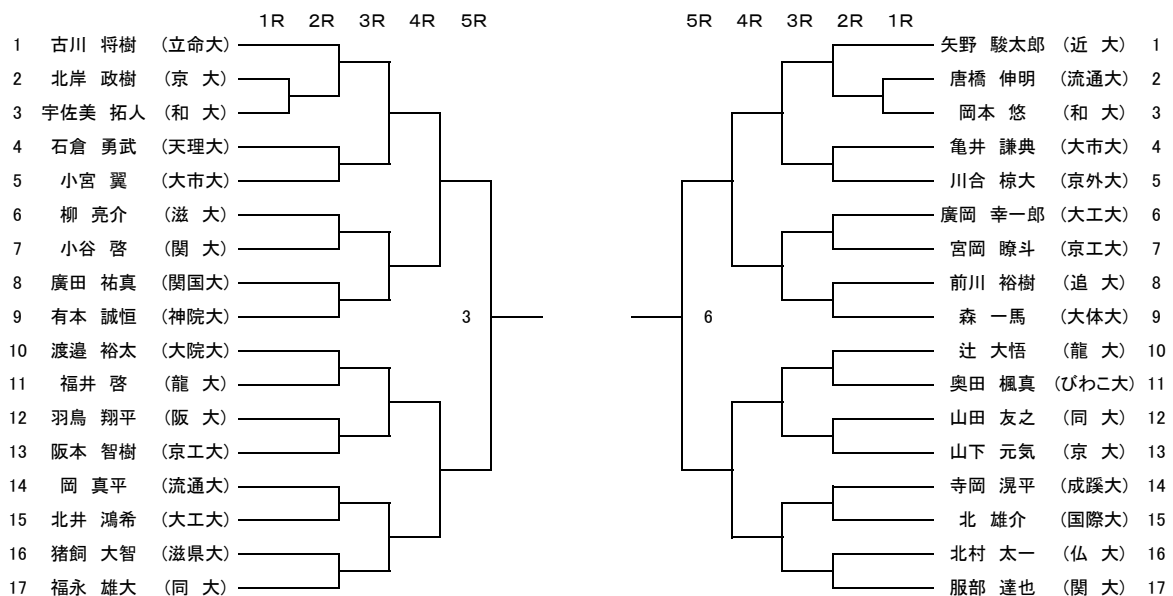 1R 2R 3R 4R 5R
1 古川 将樹 (立命大)
2 北岸 政樹 (京 大)
3 宇佐美 拓人 (和 大)
4 石倉 勇武 (天理大)
5 小宮 翼 (大市大)
6 柳 亮介 (滋 大)
7 小谷 啓 (関 大)
8 廣田 祐真 (関国大)
9 有本 誠恒 (神院大)
3
10 渡邉 裕太 (大院大)
11 福井 啓 (龍 大)
12 羽鳥 翔平 (阪 大)
13 阪本 智樹 (京工大)
14 岡 真平 (流通大)
15 北井 鴻希 (大工大)
16 猪飼 大智 (滋県大)
17 福永 雄大 (同 大)
5R 4R 3R 2R 1R
矢野 駿太郎 (近 大) 1
唐橋 伸明 (流通大) 2
岡本 悠 (和 大) 3
亀井 謙典 (大市大) 4
川合 椋大 (京外大) 5
廣岡 幸一郎 (大工大) 6
宮岡 瞭斗 (京工大) 7
前川 裕樹 (追 大) 8
6
森 一馬 (大体大) 9
辻 大悟 (龍 大) 10
奥田 楓真 (びわこ大) 11
山田 友之 (同 大) 12
山下 元気 (京 大) 13
寺岡 滉平 (成蹊大) 14
北 雄介 (国際大) 15
北村 太一 (仏 大) 16
服部 達也 (関 大) 17